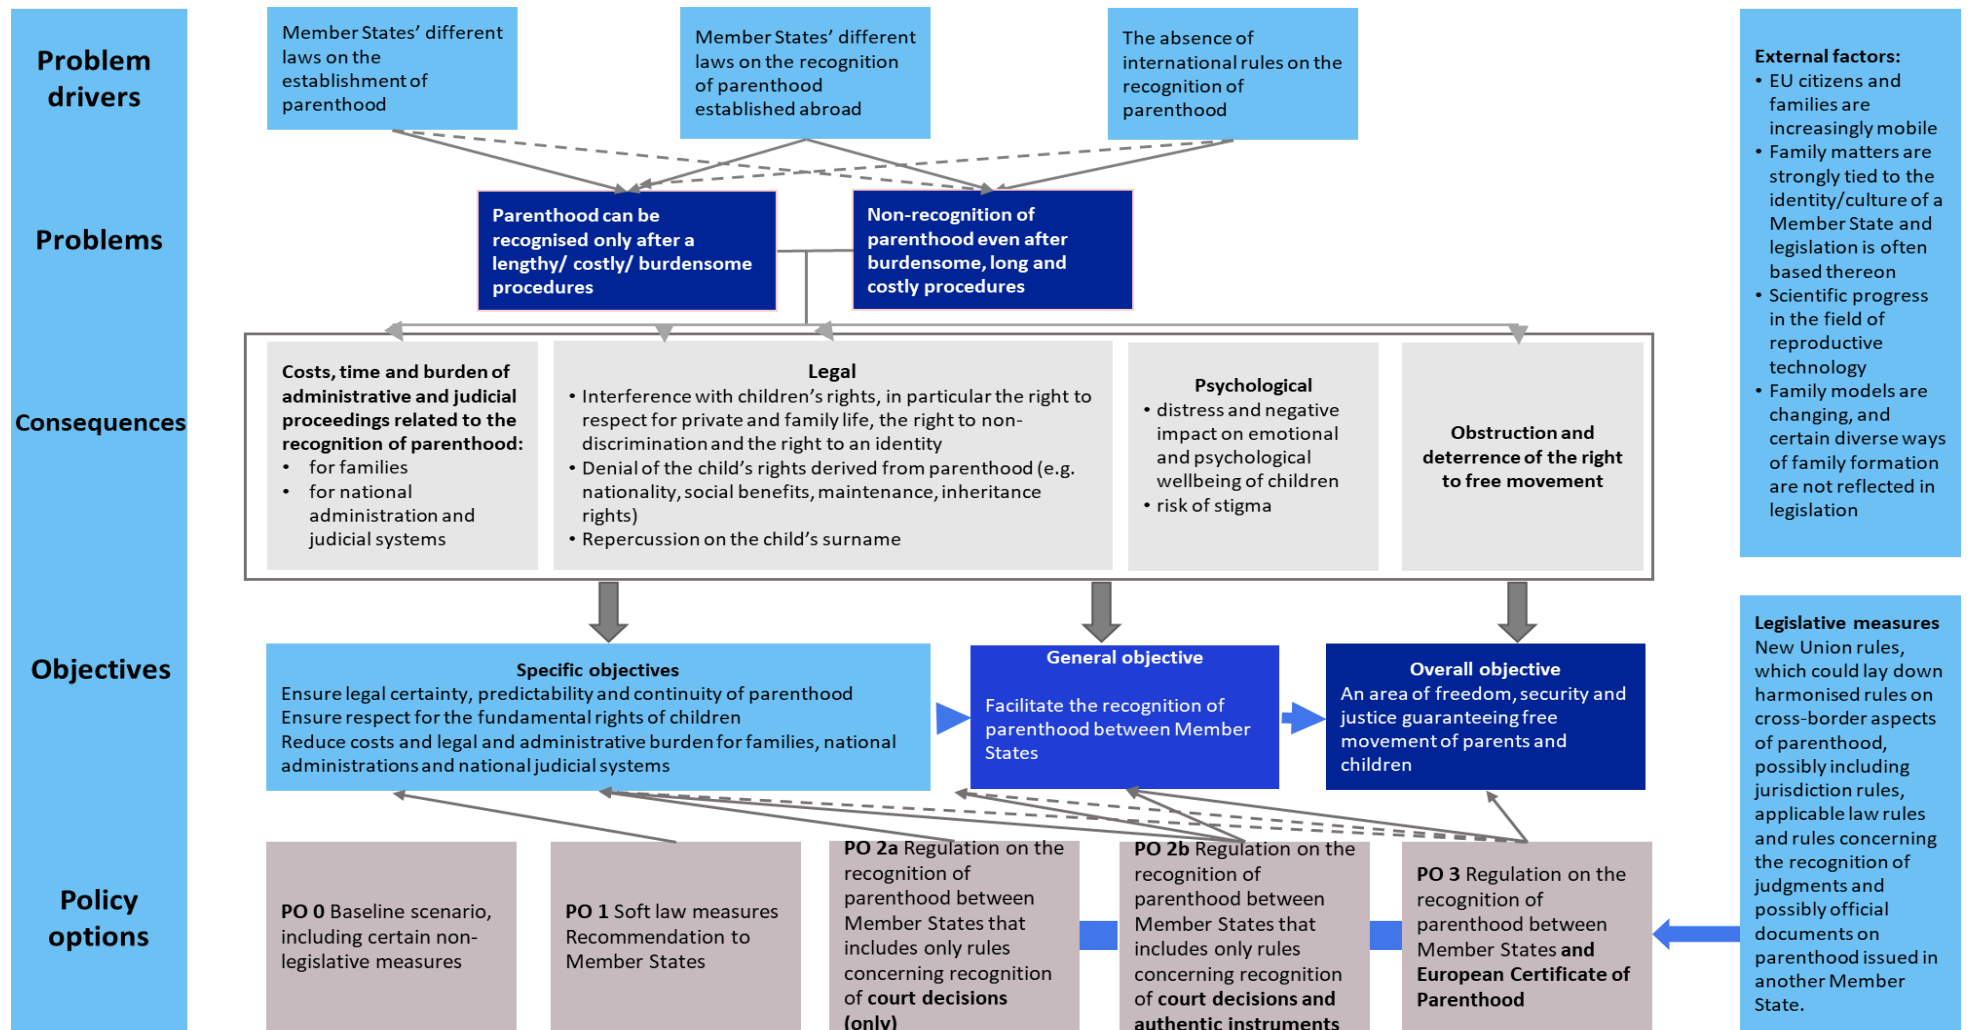 Problem
drivers
Member States’ different
laws on the
establishment of
parenthood
Member States’ different
laws on the recognition
of parenthood
established abroad
The absence of
international rules on the
recognition of
parenthood
External factors:
• EU citizens and
families are
increasingly mobile
• Family matters are
strongly tied to the
identity/culture of a
Member State and
legislation is often
based thereon
• Scientific progress
in the field of
reproductive
technology
• Family models are
changing, and
certain diverse ways
of family formation
are not reflected in
legislation
Problems
Parenthood can be
recognised only after a
lengthy/ costly/ burdensome
procedures
Non-recognition of
parenthood even after
burdensome, long and
costly procedures
Consequences
Costs, time and burden of
administrative and judicial
proceedings related to the
recognition of parenthood:
• for families
• for national
administration and
judicial systems
Legal
• Interference with children’s rights, in particular the right to
respect for private and family life, the right to non-
discrimination and the right to an identity
• Denial of the child’s rights derived from parenthood (e.g.
nationality, social benefits, maintenance, inheritance
rights)
• Repercussion on the child’s surname
Psychological
• distress and negative
impact on emotional
and psychological
wellbeing of children
• risk of stigma
Obstruction and
deterrence of the right
to free movement
Objectives
Specific objectives
Ensure legal certainty, predictability and continuity of parenthood
Ensure respect for the fundamental rights of children
Reduce costs and legal and administrative burden for families, national
administrations and national judicial systems
General objective
Facilitate the recognition of
parenthood between Member
States
Overall objective
An area of freedom, security and
justice guaranteeing free
movement of parents and
children
Legislative measures
New Union rules,
which could lay down
harmonised rules on
cross-border aspects
of parenthood,
possibly including
jurisdiction rules,
applicable law rules
and rules concerning
the recognition of
judgments and
possibly official
documents on
parenthood issued in
another Member
State.
Policy
options
PO 0 Baseline scenario,
including certain non-
legislative measures
PO 1 Soft law measures
Recommendation to
Member States
PO 2a Regulation on the
recognition of
parenthood between
Member States that
includes only rules
concerning recognition
of court decisions
(only)
PO 2b Regulation on the
recognition of
parenthood between
Member States that
includes only rules
concerning recognition
of court decisions and
authentic instruments
PO 3 Regulation on the
recognition of
parenthood between
Member States and
European Certificate of
Parenthood